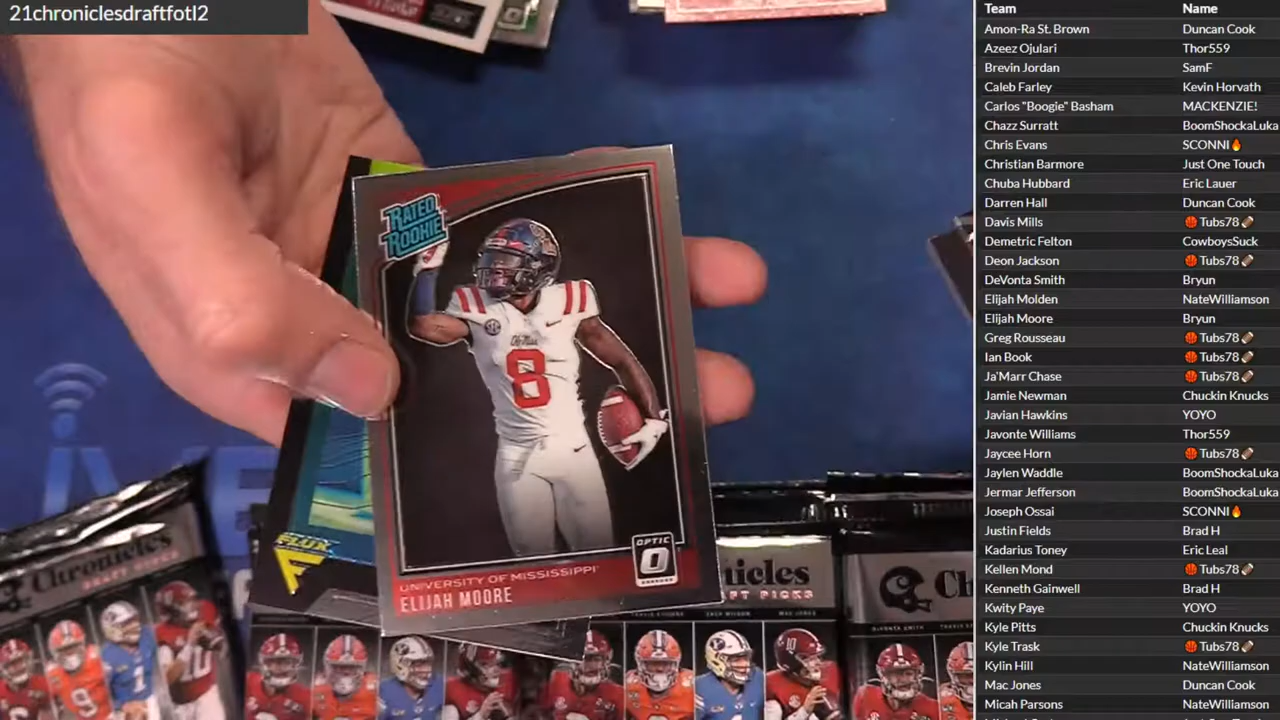 21chroniclesdraftfotl2
RATED
ROOKIE
Ole Miss
8
OPTIC
UNIVERSITY OF MISSISSIPPI
ELIJAH MOORE
FLUX
Chronicles
DRAFT PICKS
Team Name
Amon-Ra St. Brown Duncan Cook
Azeez Ojulari Thor559
Brevin Jordan SamF
Caleb Farley Kevin Horvath
Carlos "Boogie" Basham MACKENZIE!
Chazz Surratt BoomShockaLuka
Chris Evans SCONNI🔥
Christian Barmore Just One Touch
Chuba Hubbard Eric Lauer
Darren Hall Duncan Cook
Davis Mills 🏀Tubs78🏈
Demetric Felton CowboysSuck
Deon Jackson 🏀Tubs78🏈
DeVonta Smith Bryun
Elijah Molden NateWilliamson
Elijah Moore Bryun
Greg Rousseau 🏀Tubs78🏈
Ian Book 🏀Tubs78🏈
Ja'Marr Chase 🏀Tubs78🏈
Jamie Newman Chuckin Knucks
Javian Hawkins YOYO
Javonte Williams Thor559
Jaycee Horn 🏀Tubs78🏈
Jaylen Waddle BoomShockaLuka
Jermar Jefferson BoomShockaLuka
Joseph Ossai SCONNI🔥
Justin Fields Brad H
Kadarius Toney Eric Leal
Kellen Mond 🏀Tubs78🏈
Kenneth Gainwell Brad H
Kwity Paye YOYO
Kyle Pitts Chuckin Knucks
Kyle Trask 🏀Tubs78🏈
Kylin Hill NateWilliamson
Mac Jones Duncan Cook
Micah Parsons NateWilliamson